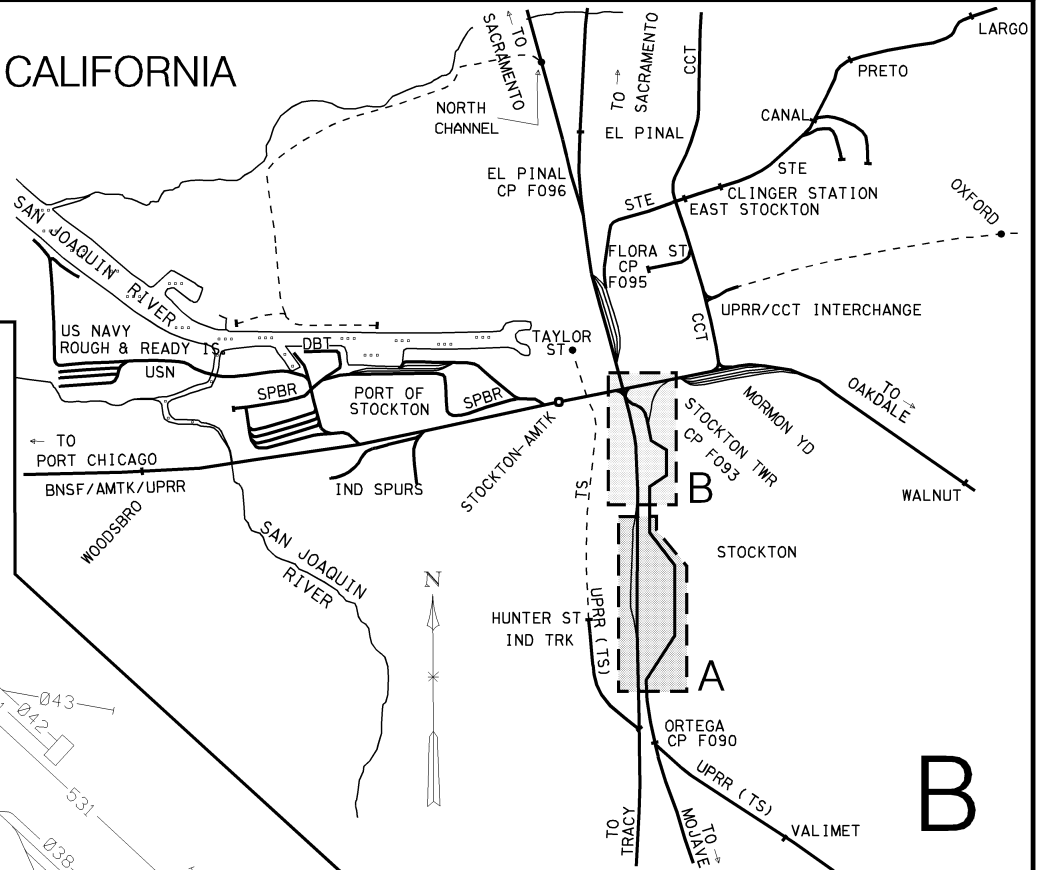 CALIFORNIA
← TO
SACRAMENTO
TO →
SACRAMENTO
CCT
LARGO
PRETO
CANAL
NORTH
CHANNEL
EL PINAL
EL PINAL
CP F096
STE
CLINGER STATION
STE
EAST STOCKTON
OXFORD
SAN JOAQUIN
RIVER
FLORA ST
CP
F095
UPRR/CCT INTERCHANGE
CCT
US NAVY
ROUGH & READY IS.
USN
DBT
TAYLOR
ST
SPBR
PORT OF
STOCKTON
SPBR
TO →
OAKDALE
MORMON YD
STOCKTON TWR
CP F093
STOCKTON-AMTK
← TO
PORT CHICAGO
BNSF/AMTK/UPRR
WOODSBRO
IND SPURS
WALNUT
B
SAN JOAQUIN
RIVER
ST
STOCKTON
N
HUNTER ST
IND TRK
UPRR (TS)
A
ORTEGA
CP F090
UPRR (TS)
VALIMET
TO
TRACY
TO →
MOJAVE
B
043
042
531
038